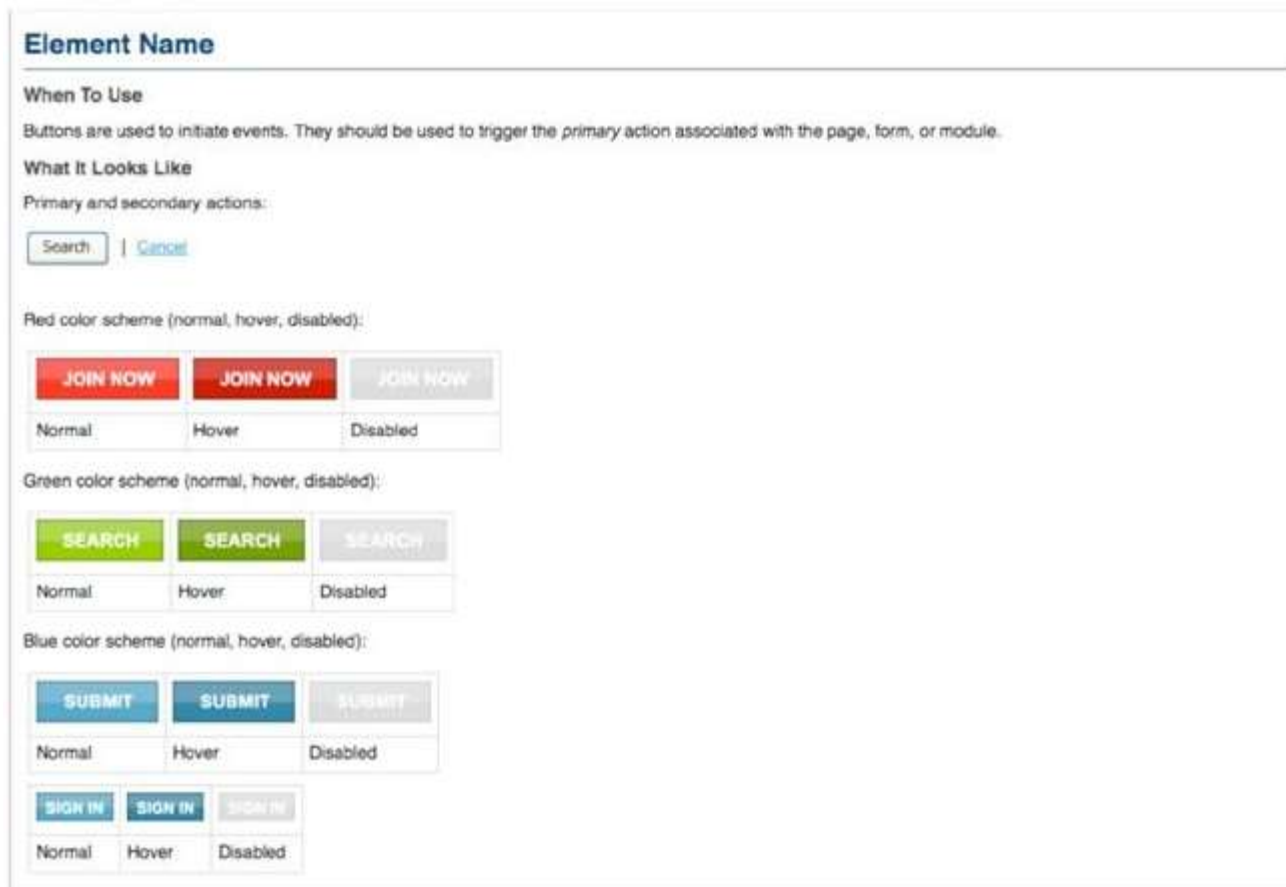 Element Name
When To Use
Buttons are used to initiate events. They should be used to trigger the primary action associated with the page, form, or module.
What It Looks Like
Primary and secondary actions:
Search | Cancel
Red color scheme (normal, hover, disabled):
JOIN NOW JOIN NOW JOIN NOW
Normal Hover Disabled
Green color scheme (normal, hover, disabled):
SEARCH SEARCH SEARCH
Normal Hover Disabled
Blue color scheme (normal, hover, disabled):
SUBMIT SUBMIT SUBMIT
Normal Hover Disabled
SIGN IN SIGN IN SIGN IN
Normal Hover Disabled